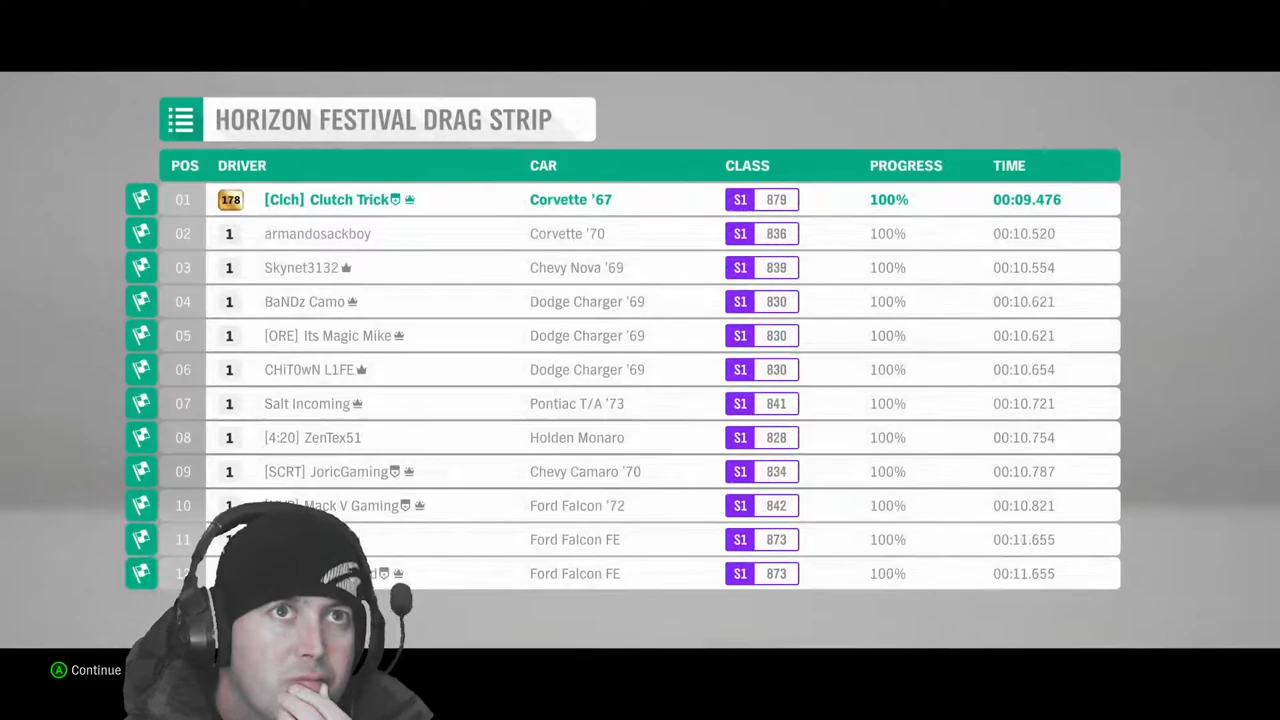 HORIZON FESTIVAL DRAG STRIP
POS DRIVER CAR CLASS PROGRESS TIME
01 178 [Clch] Clutch Trick Corvette '67 S1 879 100% 00:09.476
02 1 armandosackboy Corvette '70 S1 836 100% 00:10.520
03 1 Skynet3132 Chevy Nova '69 S1 839 100% 00:10.554
04 1 BaNDz Camo Dodge Charger '69 S1 830 100% 00:10.621
05 1 [ORE] Its Magic Mike Dodge Charger '69 S1 830 100% 00:10.621
06 1 CHiT0wN L1FE Dodge Charger '69 S1 830 100% 00:10.654
07 1 Salt Incoming Pontiac T/A '73 S1 841 100% 00:10.721
08 1 [4:20] ZenTex51 Holden Monaro S1 828 100% 00:10.754
09 1 [SCRT] JoricGaming Chevy Camaro '70 S1 834 100% 00:10.787
10 1 Mack V Gaming Ford Falcon '72 S1 842 100% 00:10.821
11 Ford Falcon FE S1 873 100% 00:11.655
12 Ford Falcon FE S1 873 100% 00:11.655
A Continue